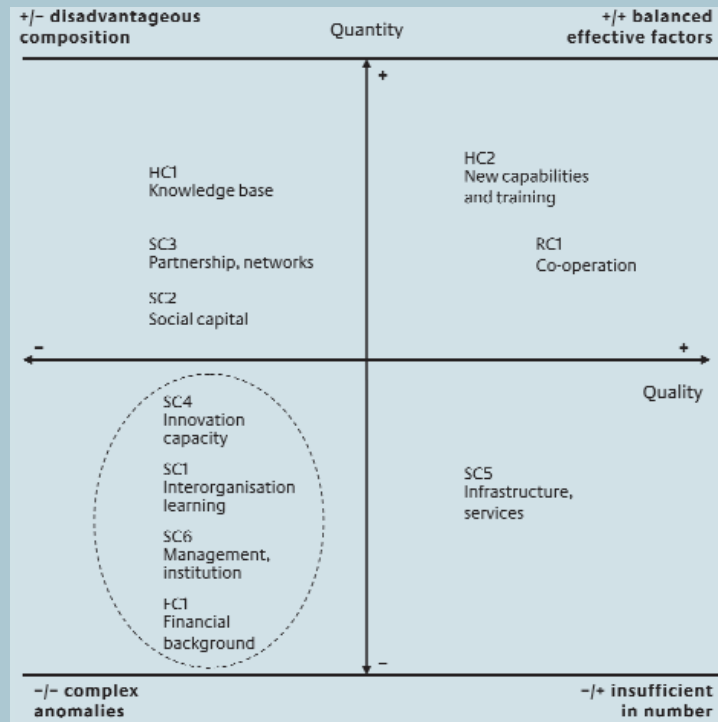 +/– disadvantageous
composition
Quantity
+/+ balanced
effective factors
+
HC1
Knowledge base
HC2
New capabilities
and training
SC3
Partnership, networks
RC1
Co-operation
SC2
Social capital
–
+
Quality
SC4
Innovation
capacity
SC1
Interorganisation
learning
SC5
Infrastructure,
services
SC6
Management,
institution
FC1
Financial
background
–
–/– complex
anomalies
–/+ insufficient
in number